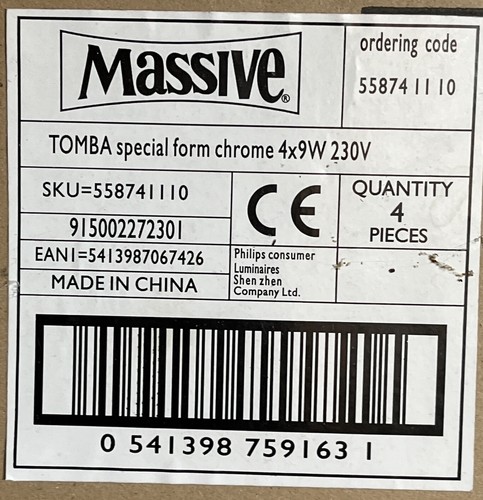 Massive®
ordering code
55874 11 10
TOMBA special form chrome 4x9W 230V
SKU=558741110
915002272301
EAN1=5413987067426
MADE IN CHINA
CE
Philips consumer
Luminaires
Shen zhen
Company Ltd.
QUANTITY
4
PIECES
0 541398 759163 1